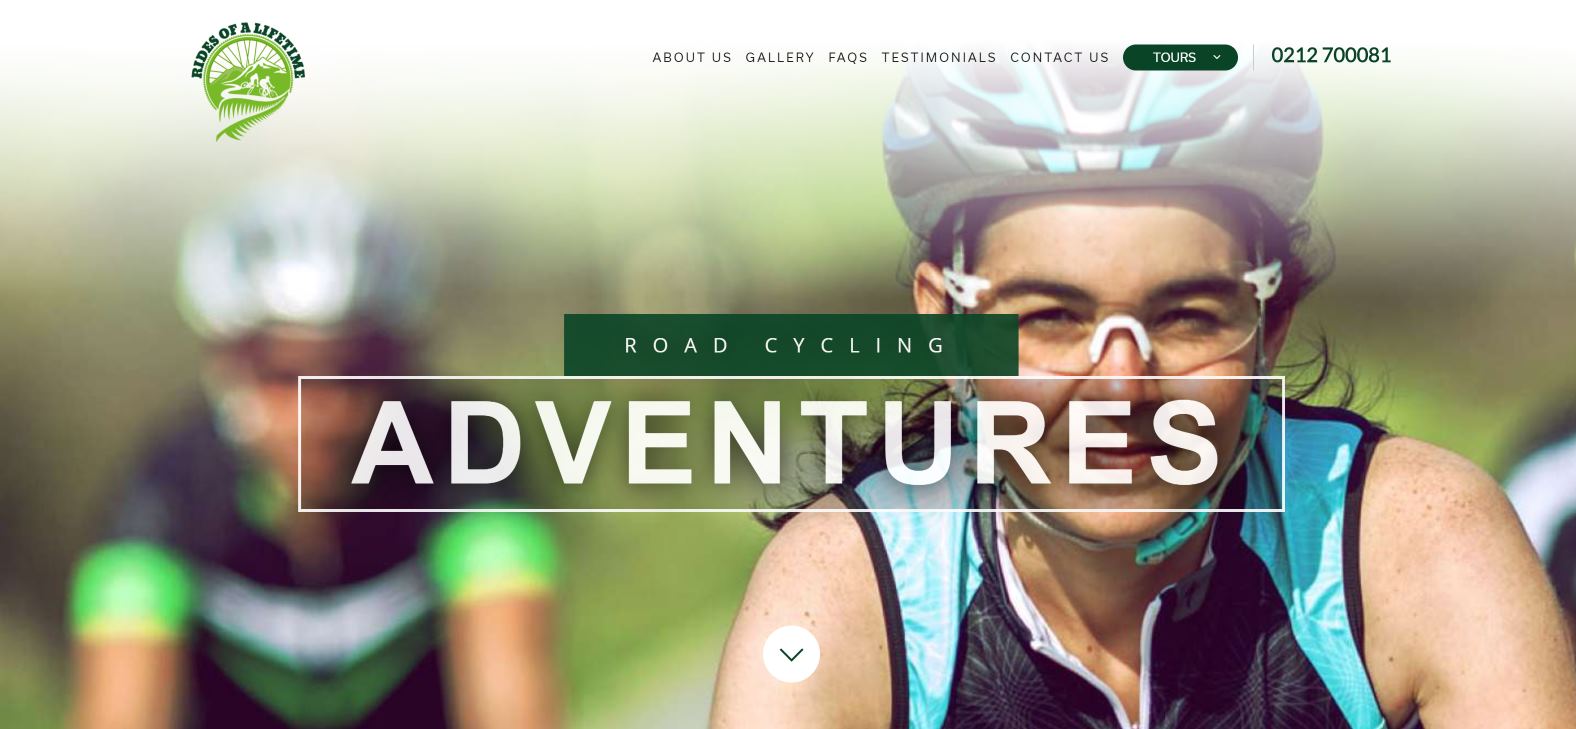 RIDES OF A LIFETIME
ABOUT US GALLERY FAQS TESTIMONIALS CONTACT US TOURS 0212 700081
ROAD CYCLING
ADVENTURES